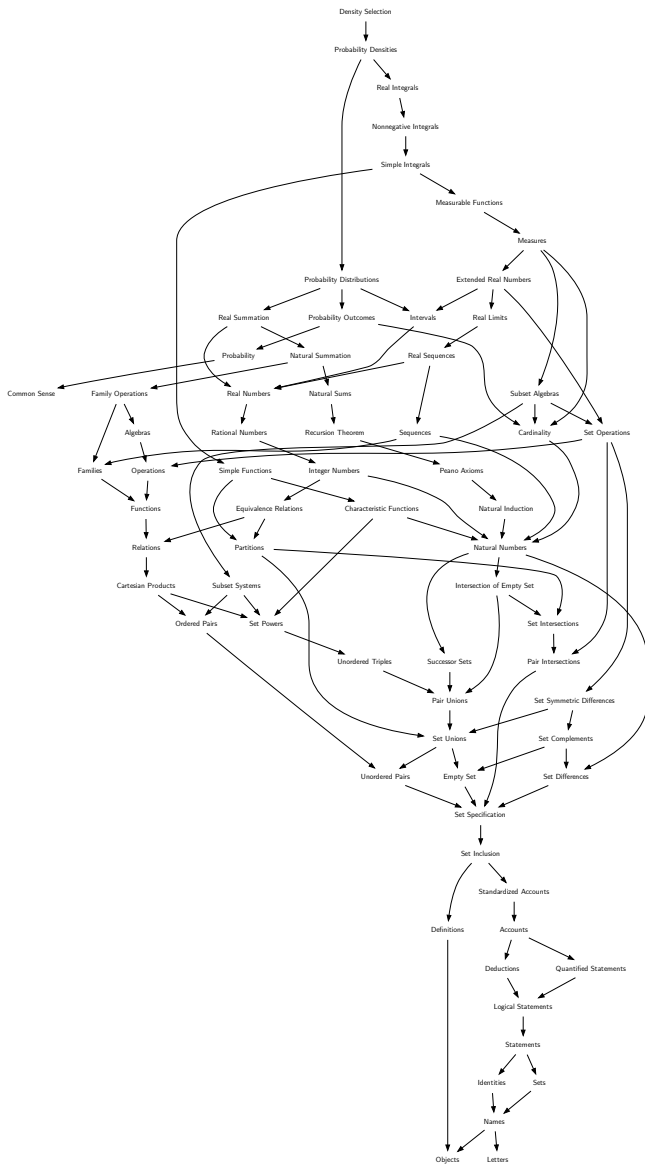 Density Selection
Probability Densities
Real Integrals
Nonnegative Integrals
Simple Integrals
Measurable Functions
Measures
Probability Distributions
Extended Real Numbers
Real Summation
Probability Outcomes
Intervals
Real Limits
Probability
Natural Summation
Real Sequences
Common Sense
Family Operations
Real Numbers
Natural Sums
Subset Algebras
Algebras
Rational Numbers
Recursion Theorem
Sequences
Cardinality
Set Operations
Families
Operations
Simple Functions
Integer Numbers
Peano Axioms
Functions
Equivalence Relations
Characteristic Functions
Natural Induction
Relations
Partitions
Natural Numbers
Cartesian Products
Subset Systems
Intersection of Empty Set
Ordered Pairs
Set Powers
Set Intersections
Unordered Triples
Successor Sets
Pair Intersections
Pair Unions
Set Symmetric Differences
Set Unions
Set Complements
Unordered Pairs
Empty Set
Set Differences
Set Specification
Set Inclusion
Standardized Accounts
Definitions
Accounts
Deductions
Quantified Statements
Logical Statements
Statements
Identities
Sets
Names
Objects
Letters